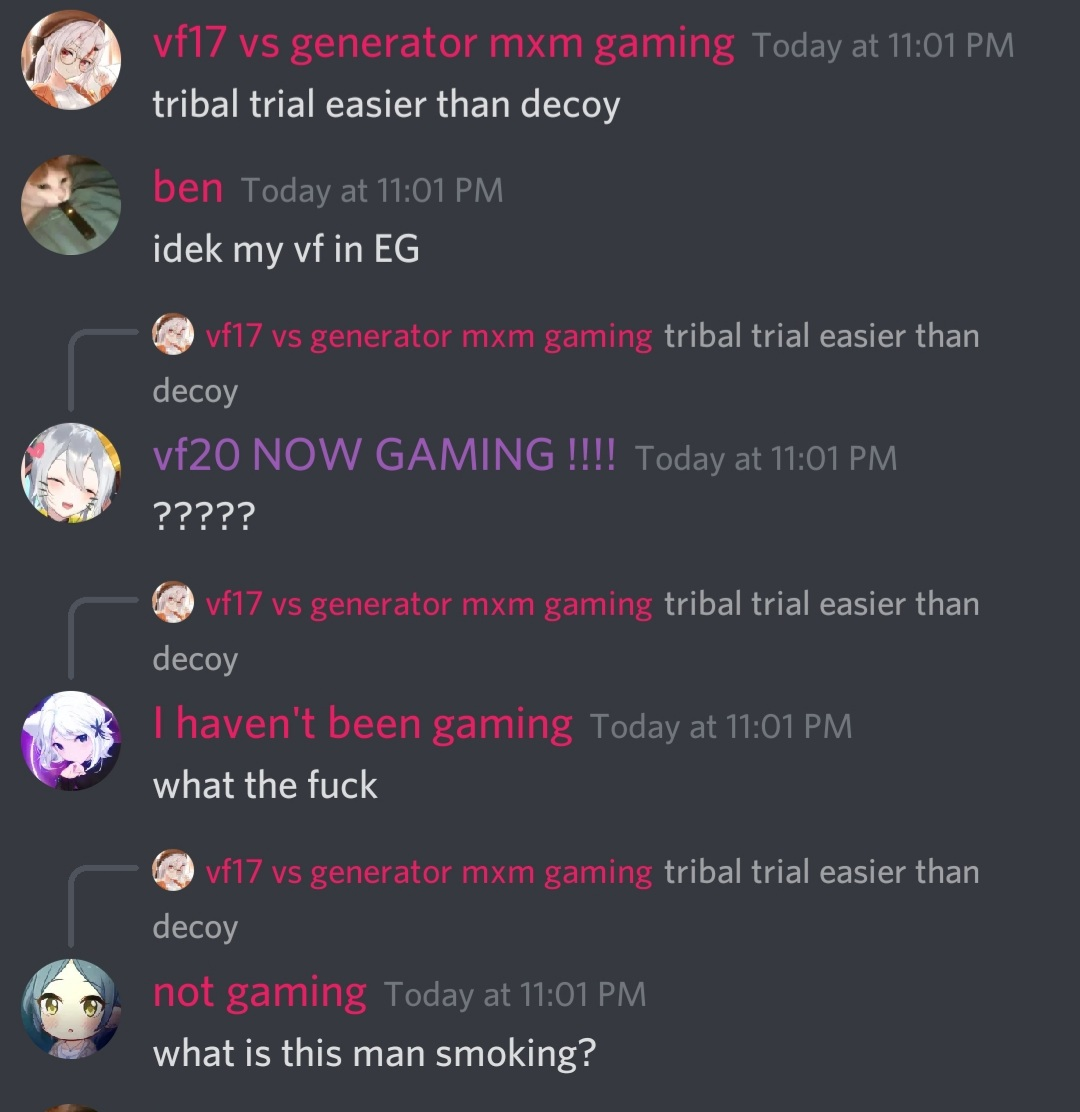 vf17 vs generator mxm gaming Today at 11:01 PM
tribal trial easier than decoy
ben Today at 11:01 PM
idek my vf in EG
vf17 vs generator mxm gaming tribal trial easier than
decoy
vf20 NOW GAMING !!!! Today at 11:01 PM
?????
vf17 vs generator mxm gaming tribal trial easier than
decoy
I haven't been gaming Today at 11:01 PM
what the fuck
vf17 vs generator mxm gaming tribal trial easier than
decoy
not gaming Today at 11:01 PM
what is this man smoking?